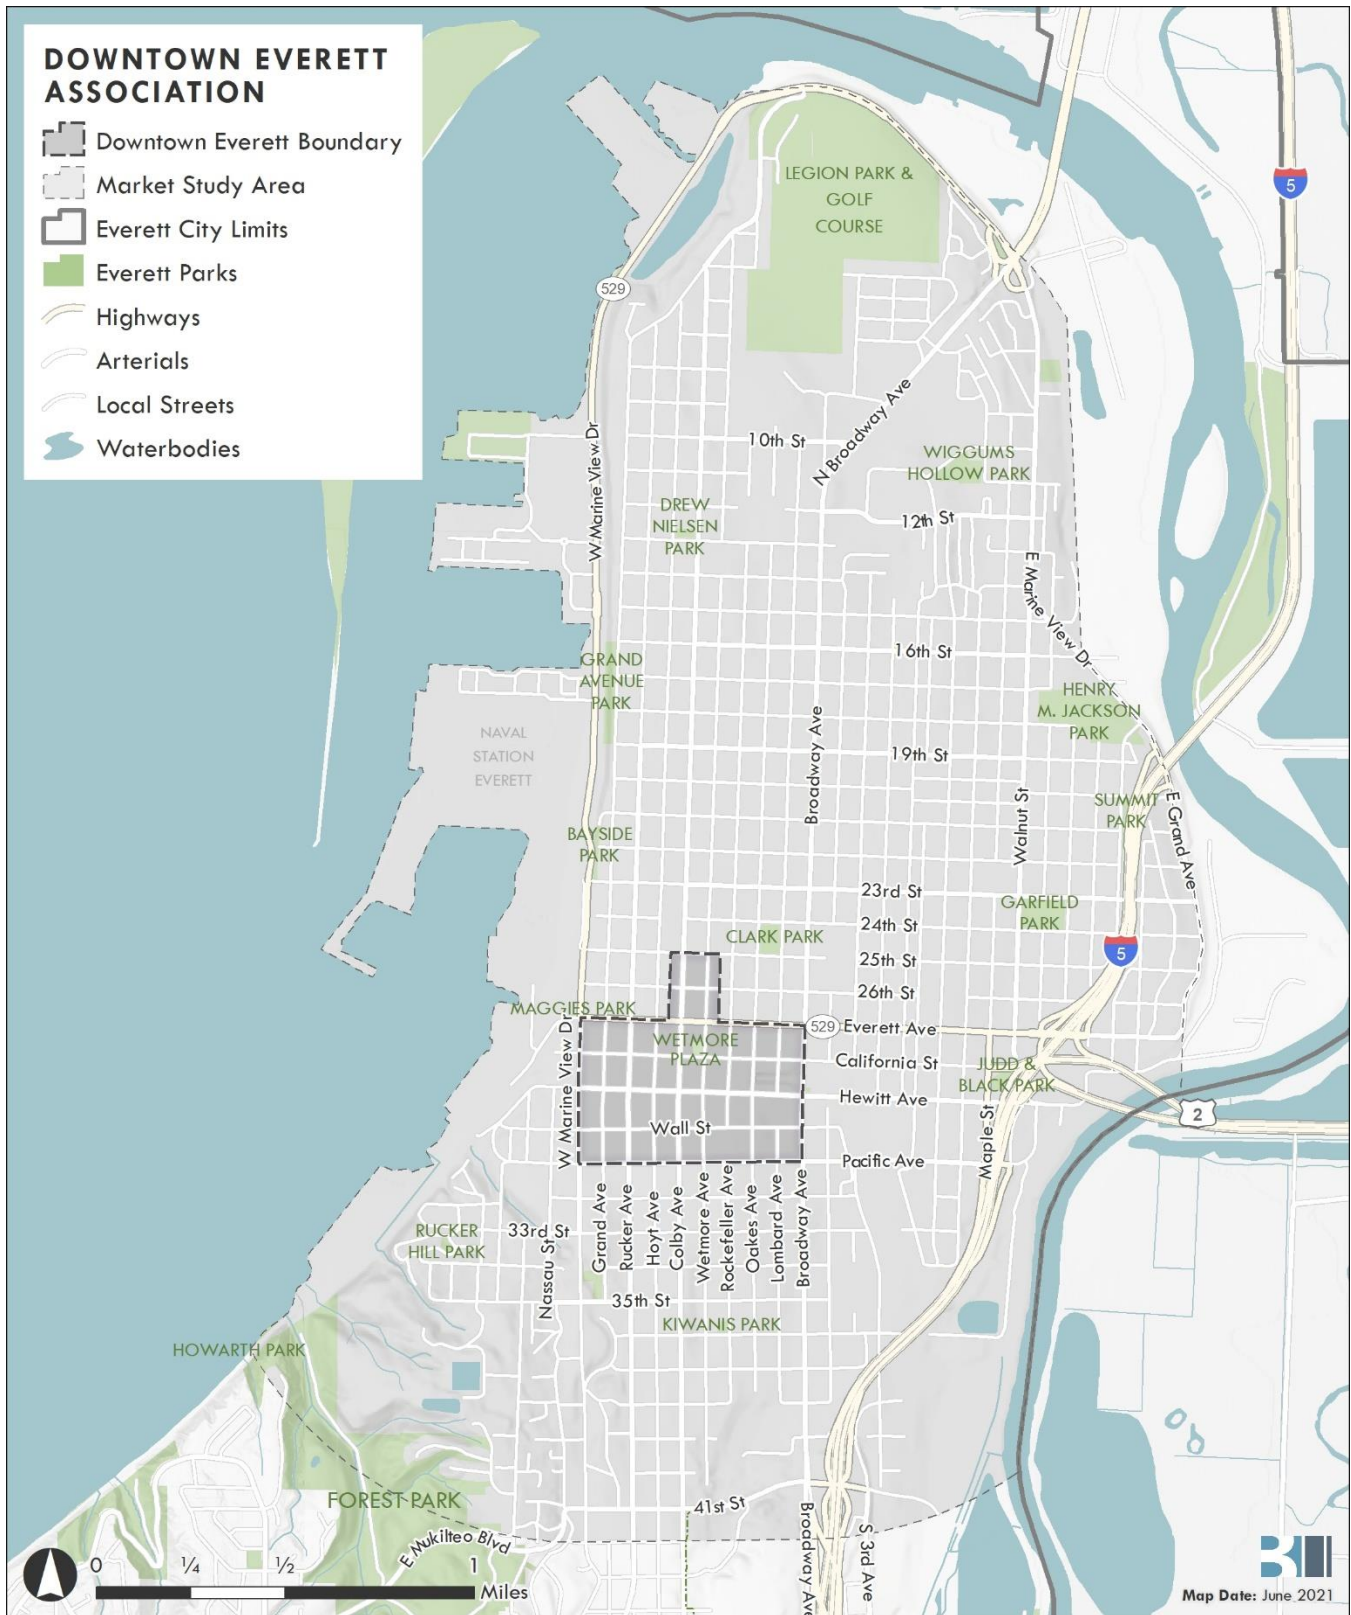 DOWNTOWN EVERETT
ASSOCIATION
Downtown Everett Boundary
Market Study Area
Everett City Limits
Everett Parks
Highways
Arterials
Local Streets
Waterbodies
LEGION PARK &
GOLF
COURSE
5
529
N Broadway Ave
10th St
W Marine View Dr
WIGGUMS
HOLLOW PARK
DREW
NIELSEN
PARK
12th St
E Marine View Dr
16th St
GRAND
AVENUE
PARK
HENRY
M. JACKSON
PARK
NAVAL
STATION
EVERETT
Broadway Ave
19th St
Walnut St
SUMMIT
PARK
E Grand Ave
BAYSIDE
PARK
23rd St
GARFIELD
PARK
24th St
CLARK PARK
5
25th St
26th St
MAGGIES PARK
W Marine View Dr
529
Everett Ave
WETMORE
PLAZA
California St
JUDD &
BLACK PARK
Hewitt Ave
2
Wall St
Maple St
Pacific Ave
Grand Ave
Rucker Ave
Hoyt Ave
Colby Ave
Wetmore Ave
Rockefeller Ave
Oakes Ave
Lombard Ave
Broadway Ave
RUCKER
HILL PARK
33rd St
Nassau St
35th St
KIWANIS PARK
HOWARTH PARK
FOREST PARK
41st St
E Mukilteo Blvd
Broadway Ave
S 3rd Ave
0 ¼ ½ 1
Miles
Map Date: June 2021